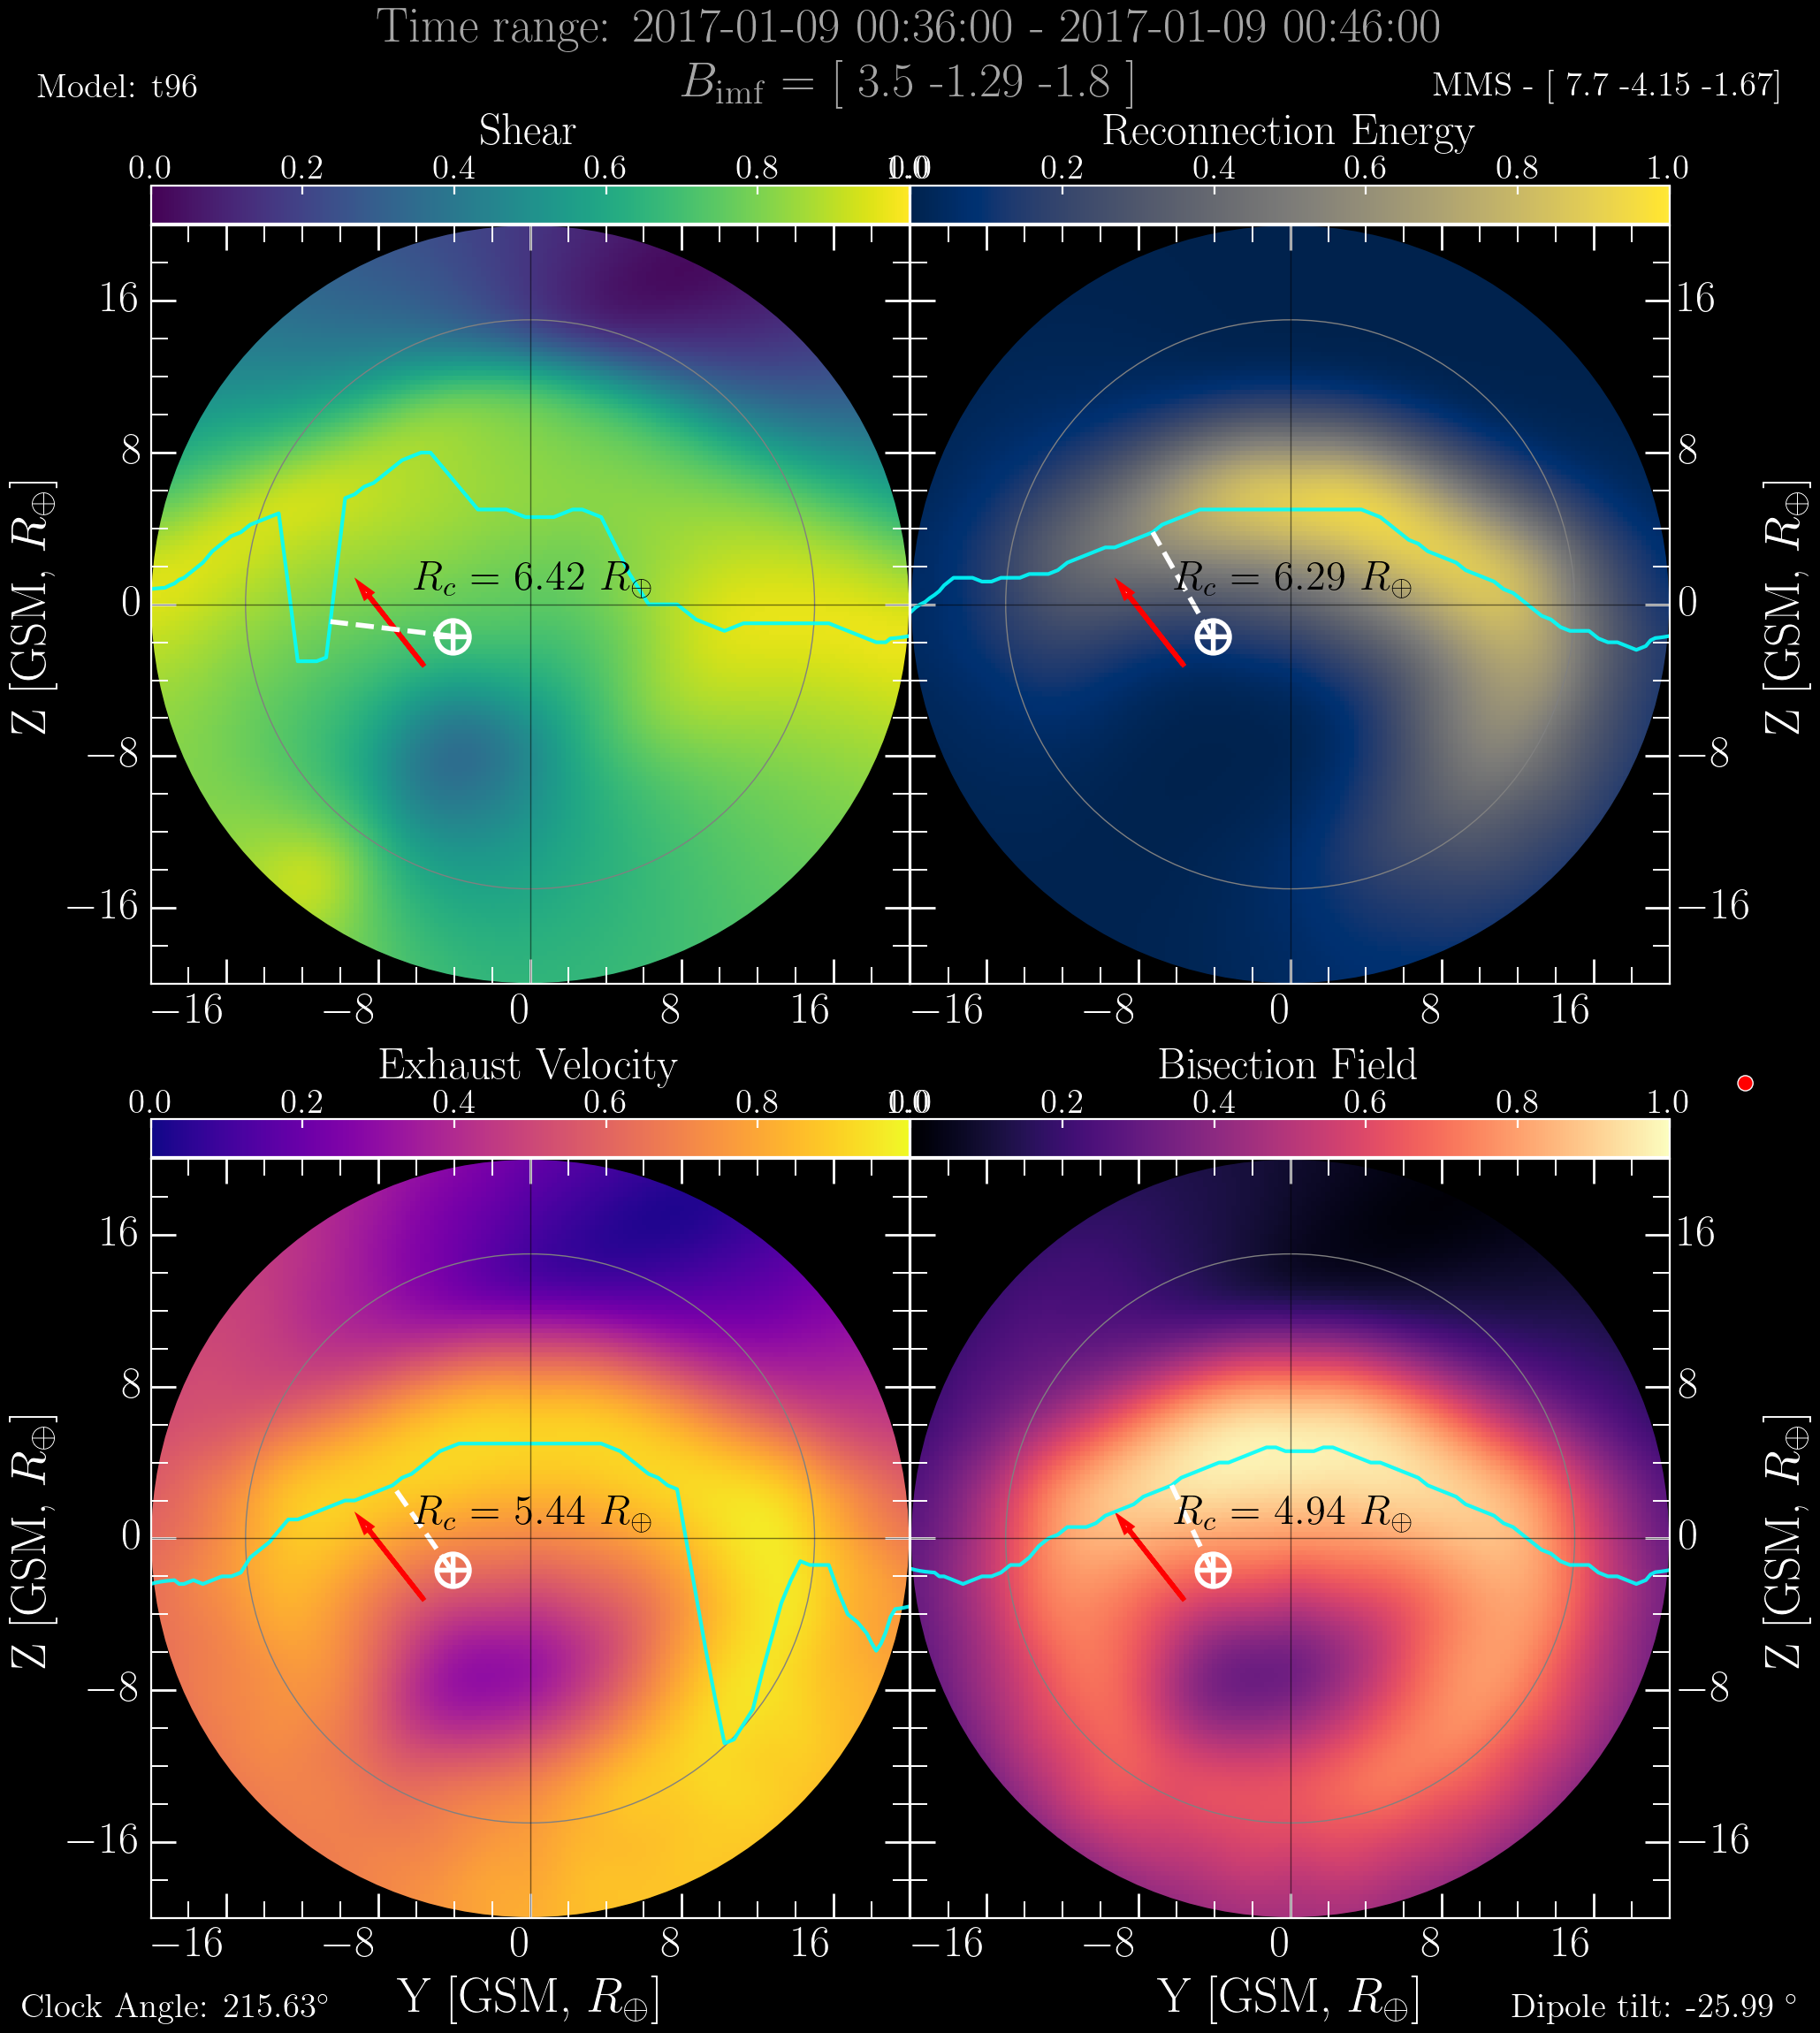 Time range: 2017-01-09 00:36:00 - 2017-01-09 00:46:00
Model: t96
B_imf = [ 3.5 -1.29 -1.8 ]
MMS - [ 7.7 -4.15 -1.67]
Shear
Reconnection Energy
0.0 0.2 0.4 0.6 0.8 1.0
0.2 0.4 0.6 0.8 1.0
16
8
0
−8
−16
Z [GSM, R⊕]
R_c = 6.42 R⊕
R_c = 6.29 R⊕
16
8
0
−8
−16
Z [GSM, R⊕]
−16 −8 0 8 16
−16 −8 0 8 16
Exhaust Velocity
Bisection Field
0.0 0.2 0.4 0.6 0.8 1.0
0.2 0.4 0.6 0.8 1.0
16
8
0
−8
−16
Z [GSM, R⊕]
R_c = 5.44 R⊕
R_c = 4.94 R⊕
16
8
0
−8
−16
Z [GSM, R⊕]
−16 −8 0 8 16
−16 −8 0 8 16
Y [GSM, R⊕]
Y [GSM, R⊕]
Clock Angle: 215.63°
Dipole tilt: -25.99 °